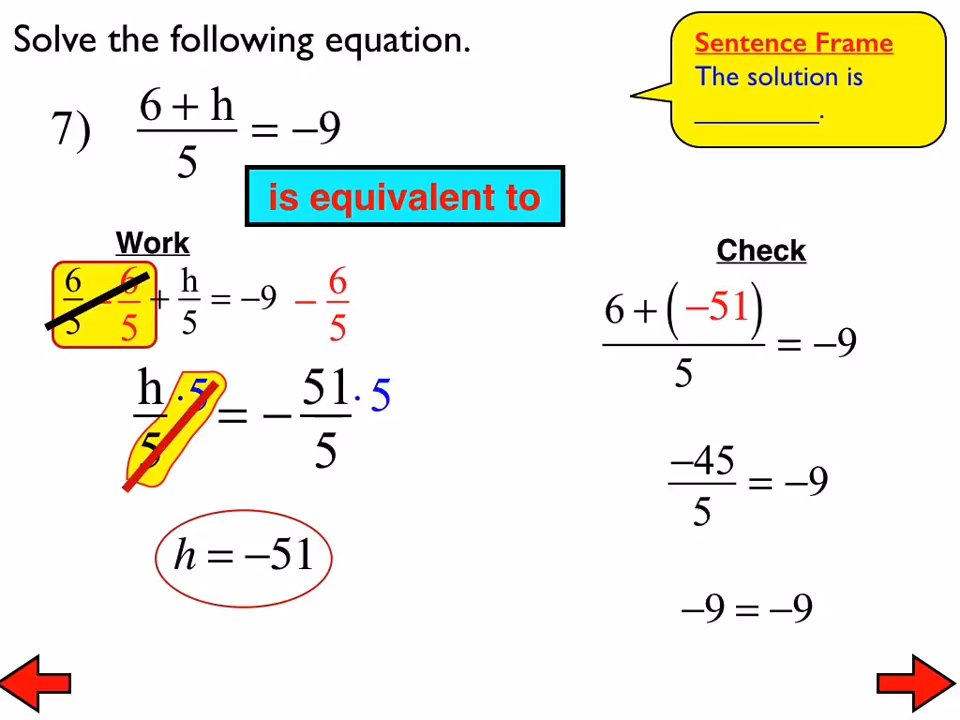 Solve the following equation.
Sentence Frame
The solution is
_________.
7) (6 + h)/5 = −9
is equivalent to
Work
6/5 − 6/5 + h/5 = −9 − 6/5
h/5 · 5 = − 51/5 · 5
h = −51
Check
(6 + (−51))/5 = −9
−45/5 = −9
−9 = −9